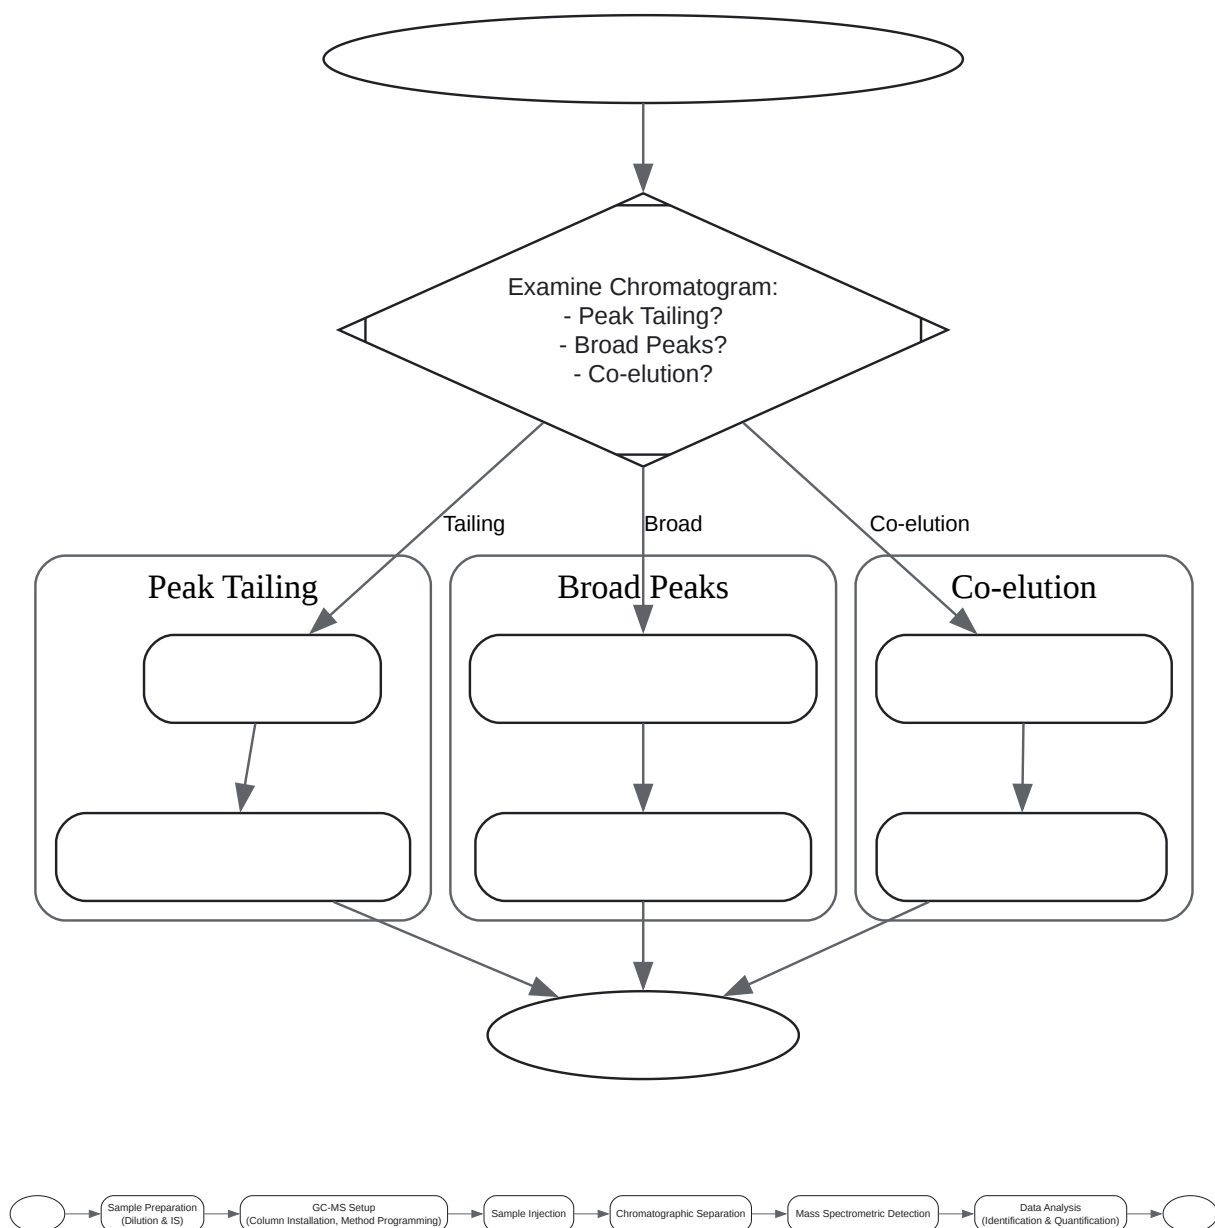 Examine Chromatogram:
- Peak Tailing?
- Broad Peaks?
- Co-elution?
Tailing
Broad
Co-elution
Peak Tailing
Broad Peaks
Co-elution
Sample Preparation
(Dilution & IS)
GC-MS Setup
(Column Installation, Method Programming)
Sample Injection
Chromatographic Separation
Mass Spectrometric Detection
Data Analysis
(Identification & Quantification)